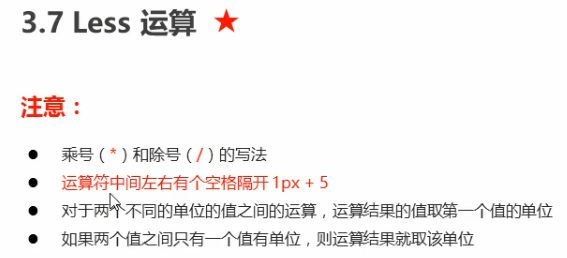 3.7 Less 运算 ★
注意：
● 乘号（*）和除号（/）的写法
● 运算符中间左右有个空格隔开 1px + 5
● 对于两个不同的单位的值之间的运算，运算结果的值取第一个值的单位
● 如果两个值之间只有一个值有单位，则运算结果就取该单位